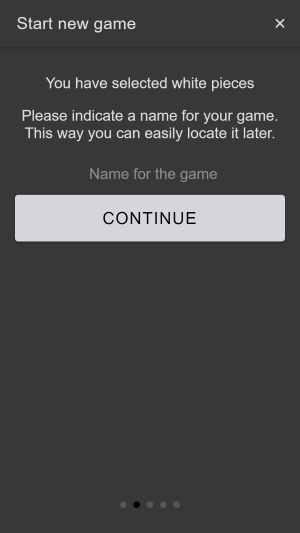 Start new game ×
You have selected white pieces
Please indicate a name for your game.
This way you can easily locate it later.
Name for the game
CONTINUE